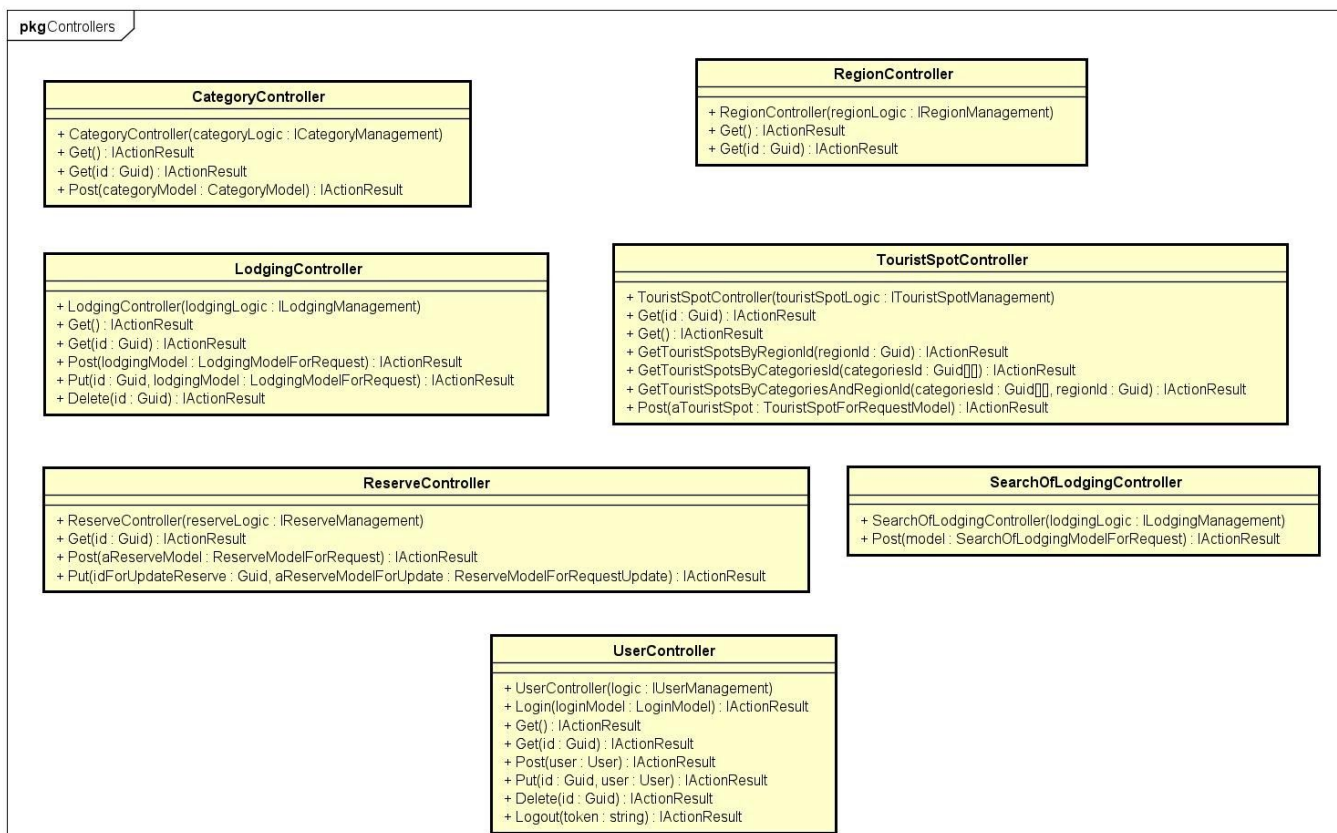 pkg Controllers
CategoryController
+ CategoryController(categoryLogic : ICategoryManagement)
+ Get() : IActionResult
+ Get(id : Guid) : IActionResult
+ Post(categoryModel : CategoryModel) : IActionResult
RegionController
+ RegionController(regionLogic : IRegionManagement)
+ Get() : IActionResult
+ Get(id : Guid) : IActionResult
LodgingController
+ LodgingController(lodgingLogic : ILodgingManagement)
+ Get() : IActionResult
+ Get(id : Guid) : IActionResult
+ Post(lodgingModel : LodgingModelForRequest) : IActionResult
+ Put(id : Guid, lodgingModel : LodgingModelForRequest) : IActionResult
+ Delete(id : Guid) : IActionResult
TouristSpotController
+ TouristSpotController(touristSpotLogic : ITouristSpotManagement)
+ Get(id : Guid) : IActionResult
+ Get() : IActionResult
+ GetTouristSpotsByRegionId(regionId : Guid) : IActionResult
+ GetTouristSpotsByCategoriesId(categoriesId : Guid[][]) : IActionResult
+ GetTouristSpotsByCategoriesAndRegionId(categoriesId : Guid[][], regionId : Guid) : IActionResult
+ Post(aTouristSpot : TouristSpotForRequestModel) : IActionResult
ReserveController
+ ReserveController(reserveLogic : IReserveManagement)
+ Get(id : Guid) : IActionResult
+ Post(aReserveModel : ReserveModelForRequest) : IActionResult
+ Put(idForUpdateReserve : Guid, aReserveModelForUpdate : ReserveModelForRequestUpdate) : IActionResult
SearchOfLodgingController
+ SearchOfLodgingController(lodgingLogic : ILodgingManagement)
+ Post(model : SearchOfLodgingModelForRequest) : IActionResult
UserController
+ UserController(logic : IUserManagement)
+ Login(loginModel : LoginModel) : IActionResult
+ Get() : IActionResult
+ Get(id : Guid) : IActionResult
+ Post(user : User) : IActionResult
+ Put(id : Guid, user : User) : IActionResult
+ Delete(id : Guid) : IActionResult
+ Logout(token : string) : IActionResult